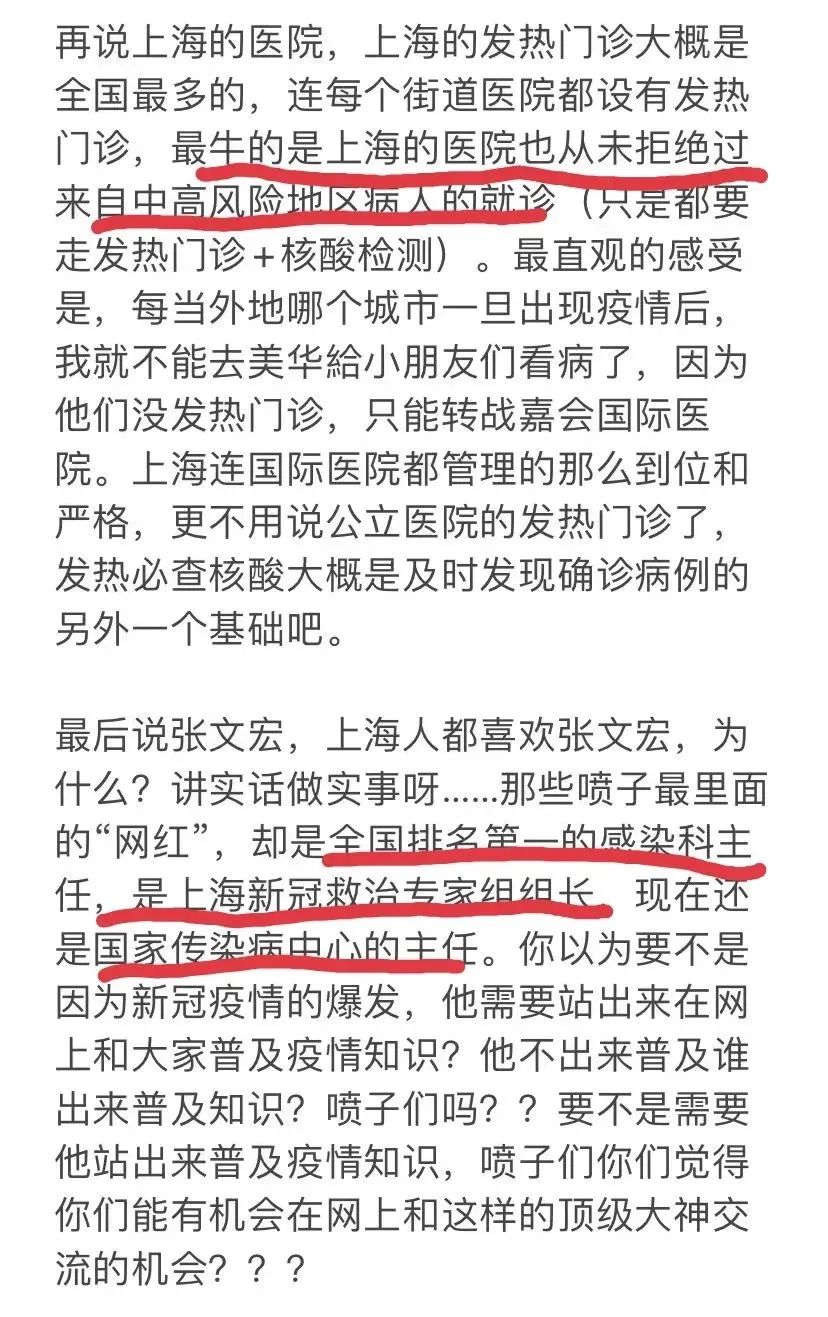 再说上海的医院，上海的发热门诊大概是
全国最多的，连每个街道医院都设有发热
门诊，最牛的是上海的医院也从未拒绝过
来自中高风险地区病人的就诊（只是都要
走发热门诊+核酸检测）。最直观的感受
是，每当外地哪个城市一旦出现疫情后，
我就不能去美华給小朋友们看病了，因为
他们没发热门诊，只能转战嘉会国际医
院。上海连国际医院都管理的那么到位和
严格，更不用说公立医院的发热门诊了，
发热必查核酸大概是及时发现确诊病例的
另外一个基础吧。
最后说张文宏，上海人都喜欢张文宏，为
什么？讲实话做实事呀……那些喷子最里面
的“网红”，却是全国排名第一的感染科主
任，是上海新冠救治专家组组长，现在还
是国家传染病中心的主任。你以为要不是
因为新冠疫情的爆发，他需要站出来在网
上和大家普及疫情知识？他不出来普及谁
出来普及知识？喷子们吗？？要不是需要
他站出来普及疫情知识，喷子们你们觉得
你们能有机会在网上和这样的顶级大神交
流的机会？？？